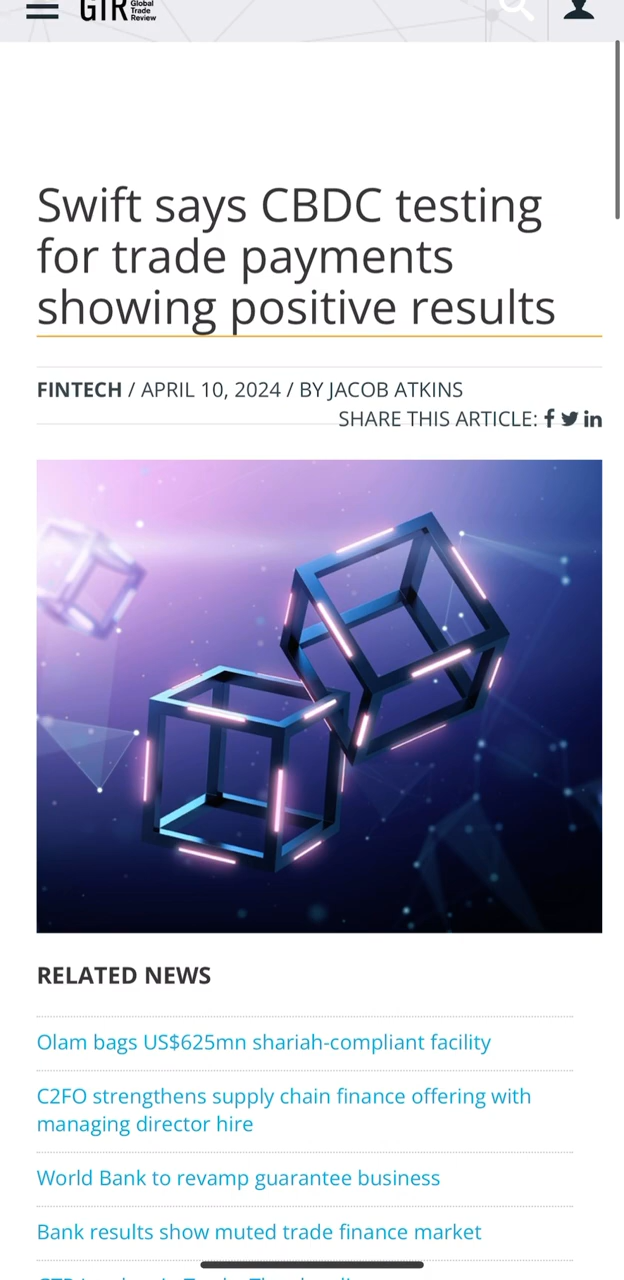 GTR Global
Trade
Review
Swift says CBDC testing
for trade payments
showing positive results
FINTECH / APRIL 10, 2024 / BY JACOB ATKINS
SHARE THIS ARTICLE:
RELATED NEWS
Olam bags US$625mn shariah-compliant facility
C2FO strengthens supply chain finance offering with
managing director hire
World Bank to revamp guarantee business
Bank results show muted trade finance market